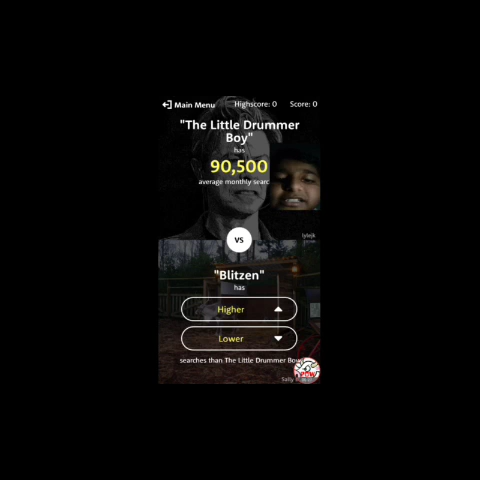 Main Menu Highscore: 0 Score: 0
"The Little Drummer
Boy"
has
90,500
average monthly searc
VS
"Blitzen"
has
Higher
Lower
searches than The Little Drummer Boy